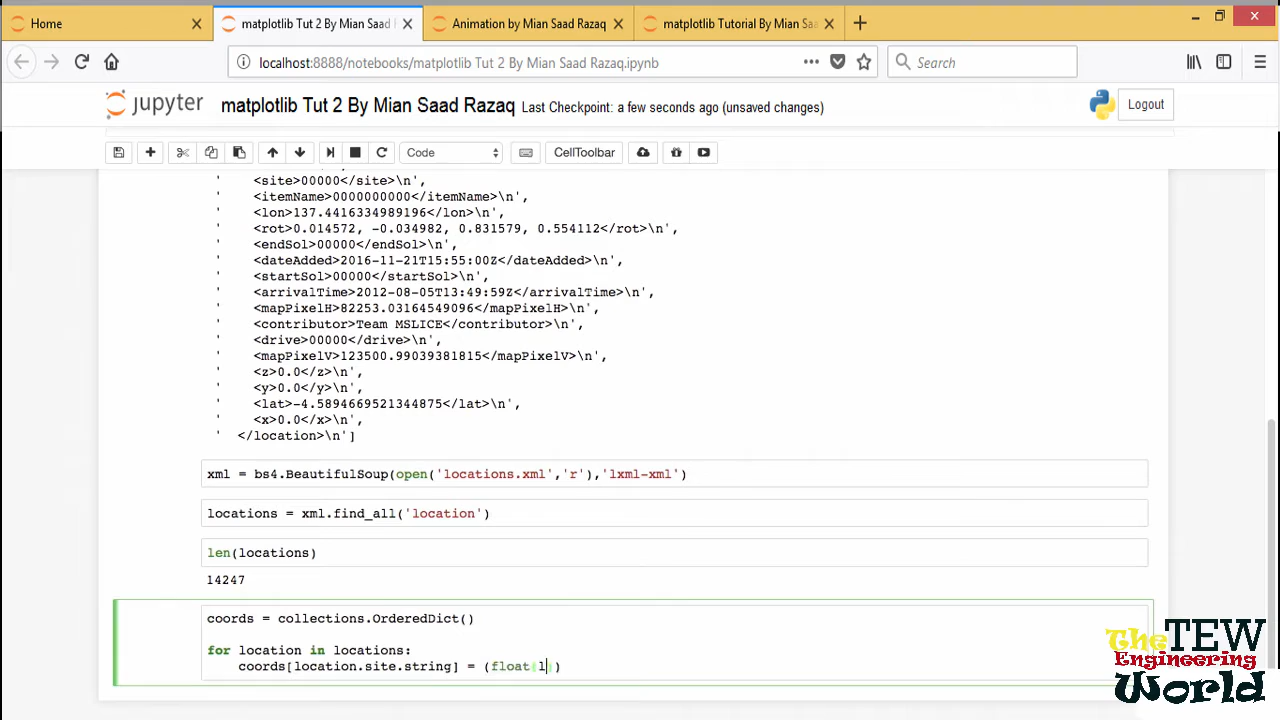 Home
matplotlib Tut 2 By Mian Saad
Animation by Mian Saad Razaq
matplotlib Tutorial By Mian Sa
localhost:8888/notebooks/matplotlib Tut 2 By Mian Saad Razaq.ipynb
Search
jupyter matplotlib Tut 2 By Mian Saad Razaq Last Checkpoint: a few seconds ago (unsaved changes)
Logout
Code
CellToolbar
'    <site>00000</site>\n',
'    <itemName>0000000000</itemName>\n',
'    <lon>137.4416334989196</lon>\n',
'    <rot>0.014572, -0.034982, 0.831579, 0.554112</rot>\n',
'    <endSol>00000</endSol>\n',
'    <dateAdded>2016-11-21T15:55:00Z</dateAdded>\n',
'    <startSol>00000</startSol>\n',
'    <arrivalTime>2012-08-05T13:49:59Z</arrivalTime>\n',
'    <mapPixelH>82253.03164549096</mapPixelH>\n',
'    <contributor>Team MSLICE</contributor>\n',
'    <drive>00000</drive>\n',
'    <mapPixelV>123500.99039381815</mapPixelV>\n',
'    <z>0.0</z>\n',
'    <y>0.0</y>\n',
'    <lat>-4.5894669521344875</lat>\n',
'    <x>0.0</x>\n',
'  </location>\n']
xml = bs4.BeautifulSoup(open('locations.xml','r'),'lxml-xml')
locations = xml.find_all('location')
len(locations)
14247
coords = collections.OrderedDict()
for location in locations:
    coords[location.site.string] = (float(l))
The TEW
Engineering
World